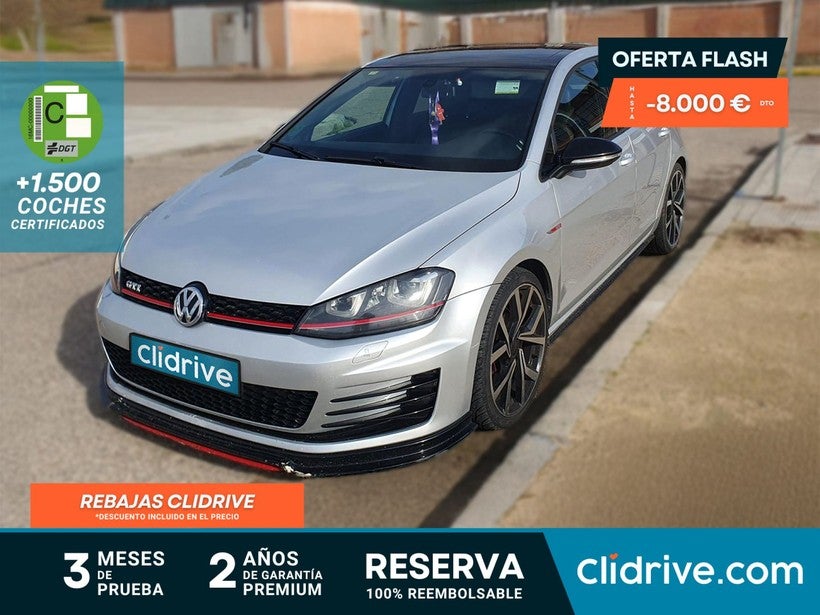 C
DGT
+1.500
COCHES
CERTIFICADOS
OFERTA FLASH
HASTA
-8.000 €
DTO
clidrive
REBAJAS CLIDRIVE
*DESCUENTO INCLUIDO EN EL PRECIO
3 MESES
DE
PRUEBA
2 AÑOS
DE GARANTÍA
PREMIUM
RESERVA
100% REEMBOLSABLE
clidrive.com